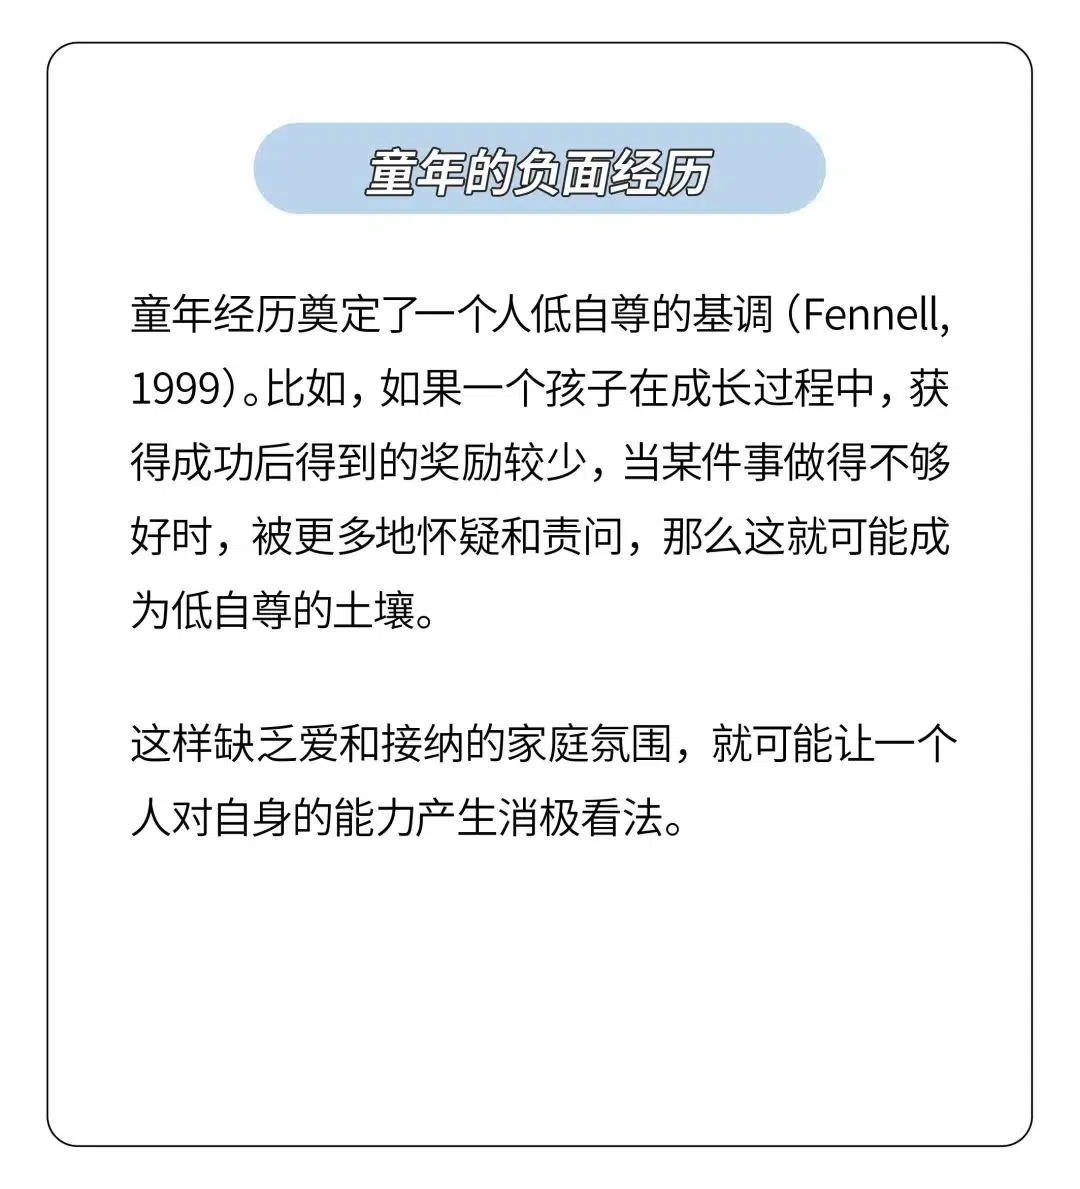 童年的负面经历
童年经历奠定了一个人低自尊的基调（Fennell,
1999）。比如，如果一个孩子在成长过程中，获
得成功后得到的奖励较少，当某件事做得不够
好时，被更多地怀疑和责问，那么这就可能成
为低自尊的土壤。
这样缺乏爱和接纳的家庭氛围，就可能让一个
人对自身的能力产生消极看法。